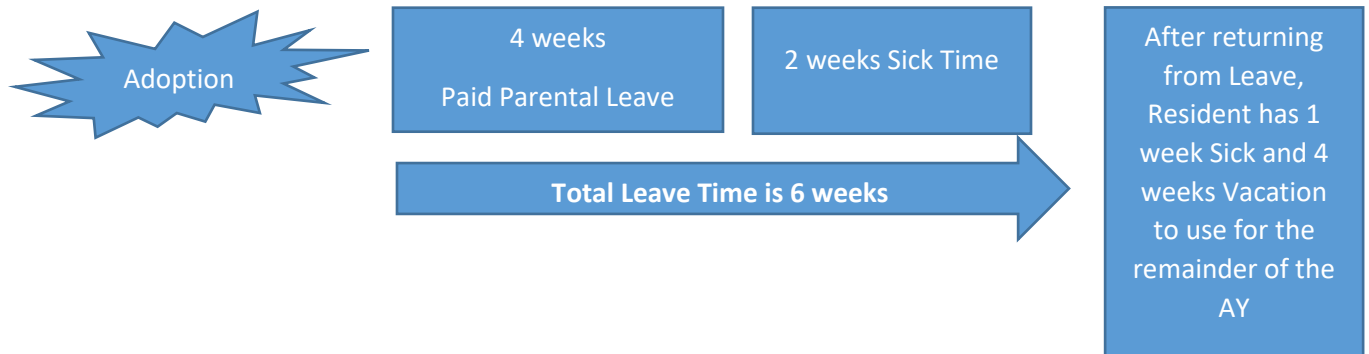 Adoption
4 weeks
Paid Parental Leave
2 weeks Sick Time
Total Leave Time is 6 weeks
After returning
from Leave,
Resident has 1
week Sick and 4
weeks Vacation
to use for the
remainder of the
AY